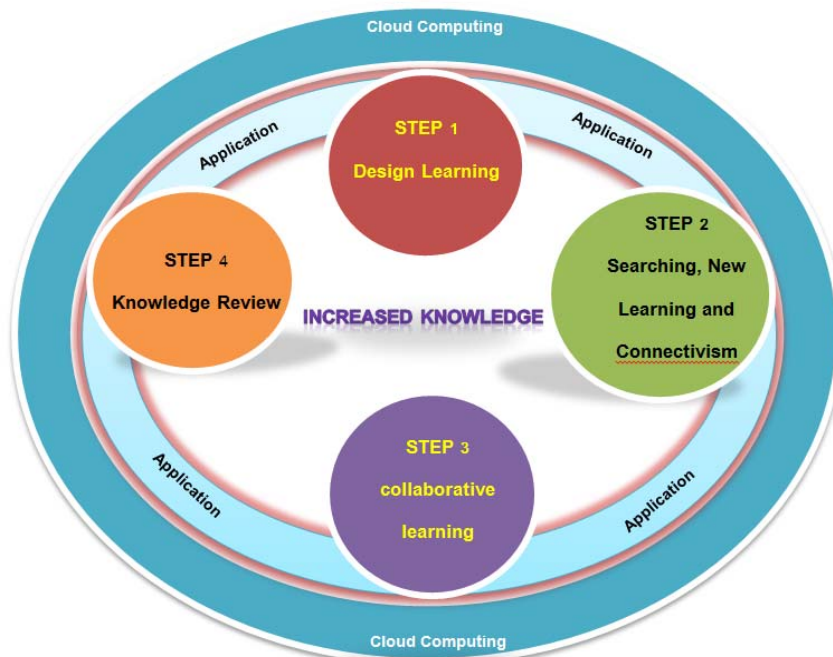 Cloud Computing
Application
Application
STEP 1
Design Learning
STEP 2
Searching, New
Learning and
Connectivism
STEP 4
Knowledge Review
INCREASED KNOWLEDGE
STEP 3
collaborative
learning
Application
Application
Cloud Computing